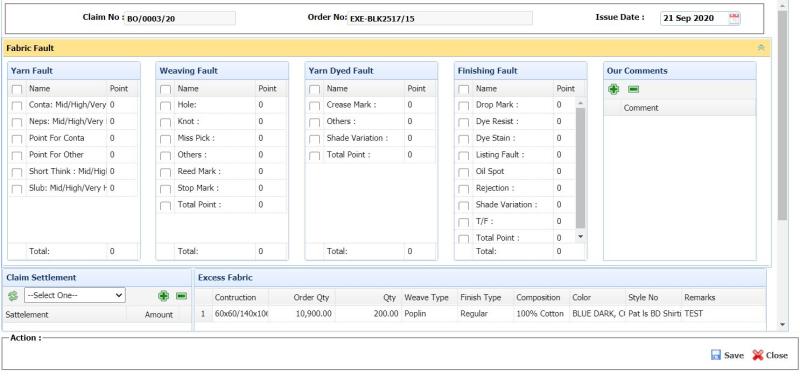 Claim No : BO/0003/20 Order No: EXE-BLK2517/15 Issue Date : 21 Sep 2020
Fabric Fault
Yarn Fault
Name Point
Conta: Mid/High/Very 0
Neps: Mid/High/Very 0
Point For Conta 0
Point For Other 0
Short Think : Mid/Hig 0
Slub: Mid/High/Very H 0
Total: 0
Weaving Fault
Name Point
Hole: 0
Knot : 0
Miss Pick : 0
Others : 0
Reed Mark : 0
Stop Mark : 0
Total Point : 0
Total: 0
Yarn Dyed Fault
Name Point
Crease Mark : 0
Others : 0
Shade Variation : 0
Total Point : 0
Total: 0
Finishing Fault
Name Point
Drop Mark : 0
Dye Resist : 0
Dye Stain : 0
Listing Fault : 0
Oil Spot 0
Rejection : 0
Shade Variation : 0
T/F : 0
Total Point : 0
Total: 0
Our Comments
Comment
Claim Settlement
--Select One--
Sattelement Amount
Excess Fabric
Contruction Order Qty Qty Weave Type Finish Type Composition Color Style No Remarks
1 60x60/140x100 10,900.00 200.00 Poplin Regular 100% Cotton BLUE DARK, Pat Is BD Shirti TEST
Action :
Save Close